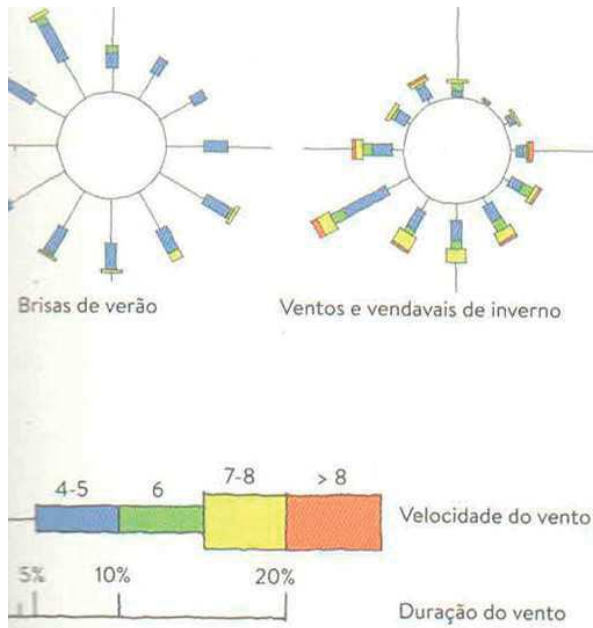 Brisas de verão
Ventos e vendavais de inverno
4-5 6 7-8 > 8
Velocidade do vento
5% 10% 20%
Duração do vento